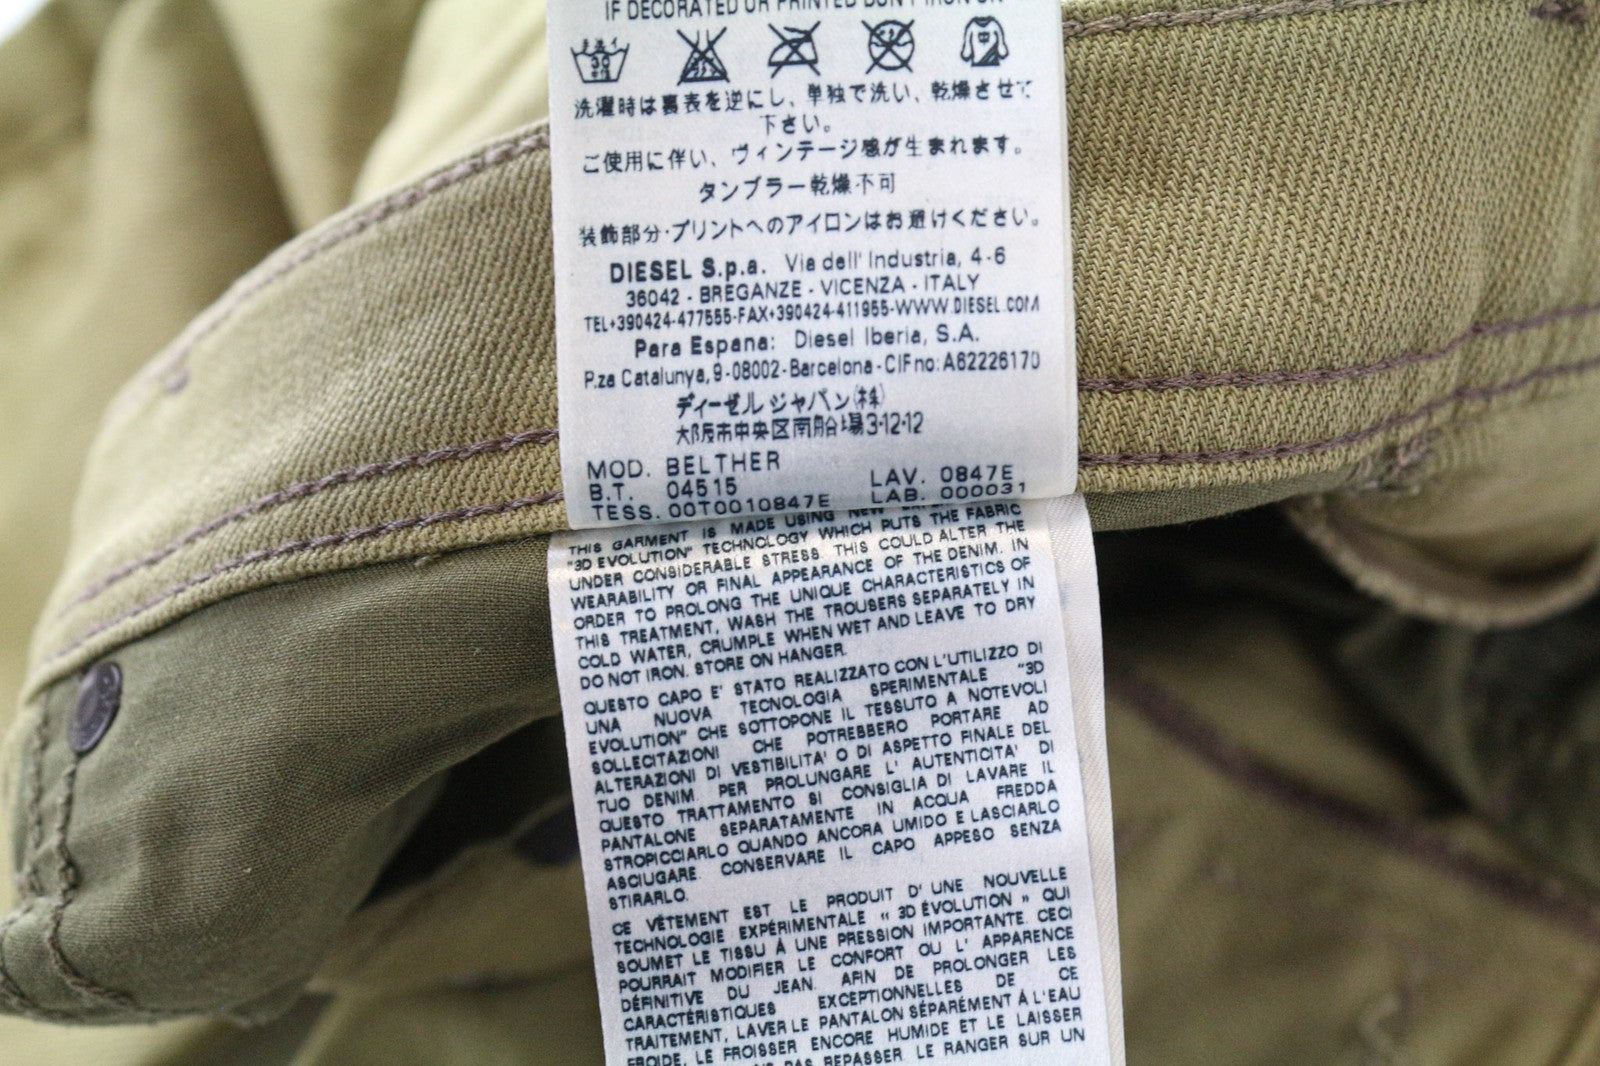 IF DECORATED OR PRINTED DON'T IRON ON
洗濯時は裏表を逆にし、単独で洗い、乾燥させて
下さい。
ご使用に伴い、ヴィンテージ感が生まれます。
タンブラー乾燥不可
装飾部分・プリントへのアイロンはお避けください。
DIESEL S.p.a. Via dell' Industria, 4-6
36042 - BREGANZE - VICENZA - ITALY
TEL+390424-477555-FAX+390424-411955-WWW.DIESEL.COM
Para Espana: Diesel Iberia, S.A.
P.za Catalunya, 9 - 08002 - Barcelona - CIF no: A62226170
ディーゼル ジャパン(株)
大阪市中央区南船場3-12-12
MOD. BELTHER
B.T. 04515 LAV. 0847E
TESS. 00T0010847E LAB. 000031
THIS GARMENT IS MADE USING NEW
"3D EVOLUTION" TECHNOLOGY WHICH PUTS THE FABRIC
UNDER CONSIDERABLE STRESS. THIS COULD ALTER THE
WEARABILITY OR FINAL APPEARANCE OF THE DENIM. IN
ORDER TO PROLONG THE UNIQUE CHARACTERISTICS OF
THIS TREATMENT, WASH THE TROUSERS SEPARATELY IN
COLD WATER, CRUMPLE WHEN WET AND LEAVE TO DRY
DO NOT IRON. STORE ON HANGER.
QUESTO CAPO E' STATO REALIZZATO CON L'UTILIZZO DI
UNA NUOVA TECNOLOGIA SPERIMENTALE "3D
EVOLUTION" CHE SOTTOPONE IL TESSUTO A NOTEVOLI
SOLLECITAZIONI CHE POTREBBERO PORTARE AD
ALTERAZIONI DI VESTIBILITA' O DI ASPETTO FINALE DEL
TUO DENIM. PER PROLUNGARE L' AUTENTICITA' DI
QUESTO TRATTAMENTO SI CONSIGLIA DI LAVARE IL
PANTALONE SEPARATAMENTE IN ACQUA FREDDA
STROPICCIARLO QUANDO ANCORA UMIDO E LASCIARLO
ASCIUGARE. CONSERVARE IL CAPO APPESO SENZA
STIRARLO.
CE VÊTEMENT EST LE PRODUIT D' UNE NOUVELLE
TECHNOLOGIE EXPÉRIMENTALE " 3D ÉVOLUTION " QUI
SOUMET LE TISSU À UNE PRESSION IMPORTANTE. CECI
POURRAIT MODIFIER LE CONFORT OU L' APPARENCE
DÉFINITIVE DU JEAN. AFIN DE PROLONGER LES
CARACTÉRISTIQUES EXCEPTIONNELLES DE CE
TRAITEMENT, LAVER LE PANTALON SÉPARÉMENT À L'EAU
FROIDE, LE FROISSER ENCORE HUMIDE ET LE LAISSER
PAS REPASSER. LE RANGER SUR UN